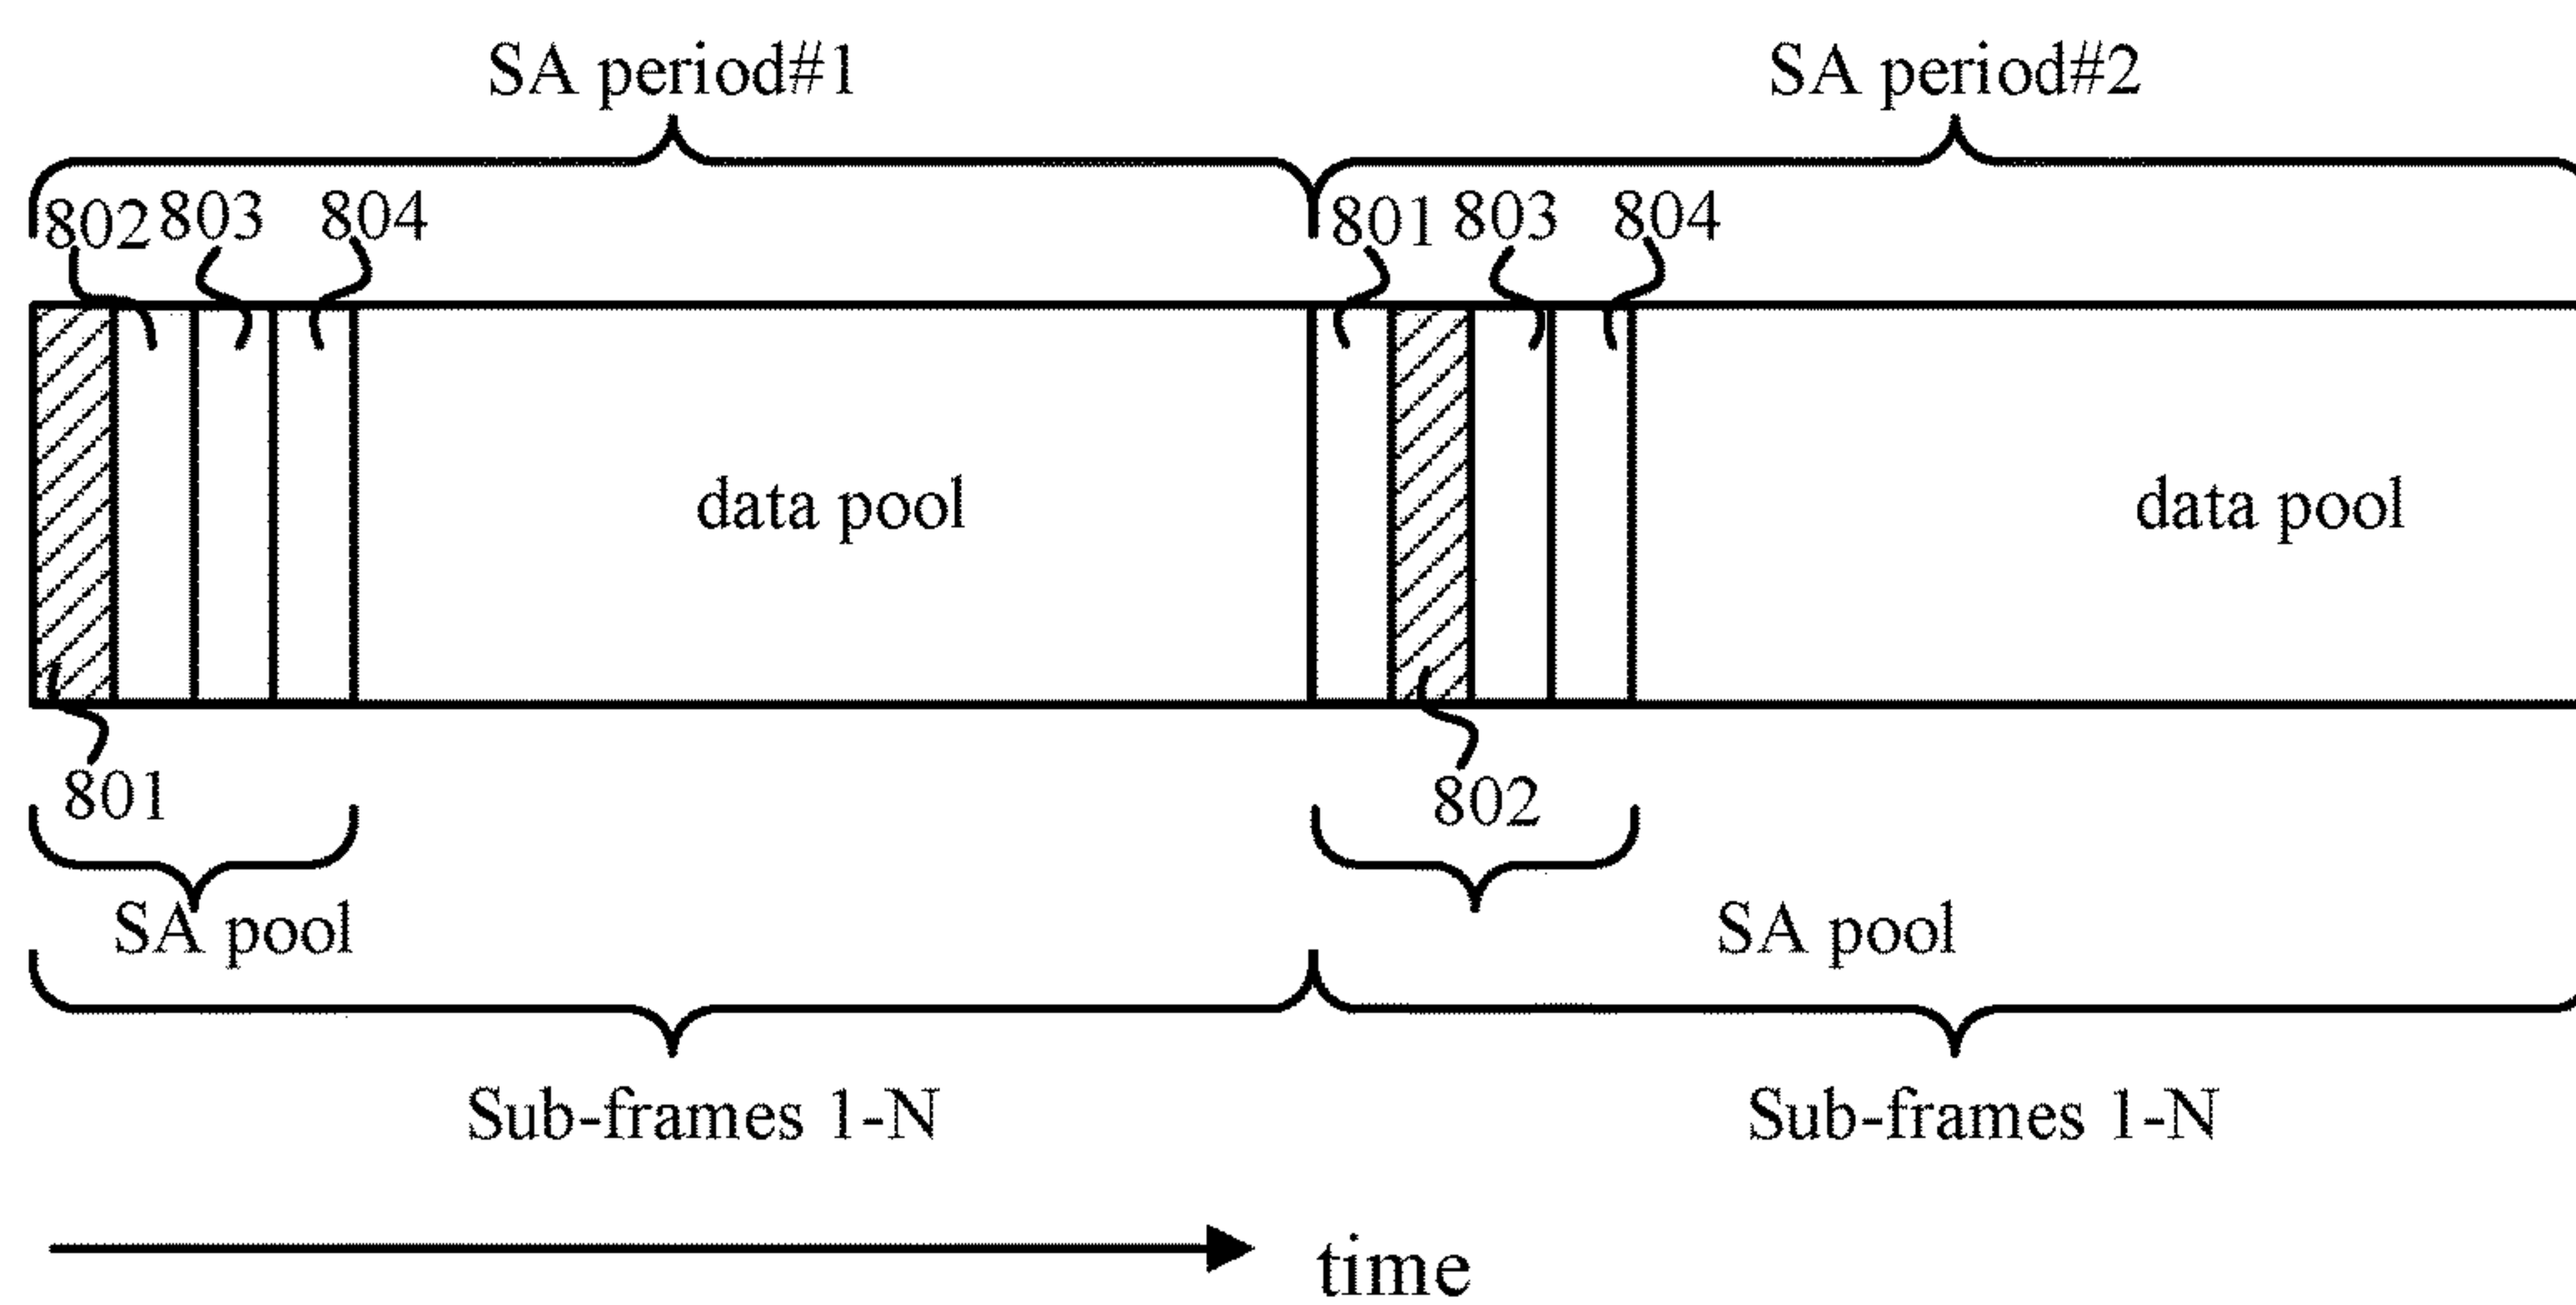 SA period#1 SA period#2
802 803 804 801 803 804
data pool data pool
801 802
SA pool SA pool
Sub-frames 1-N Sub-frames 1-N
time